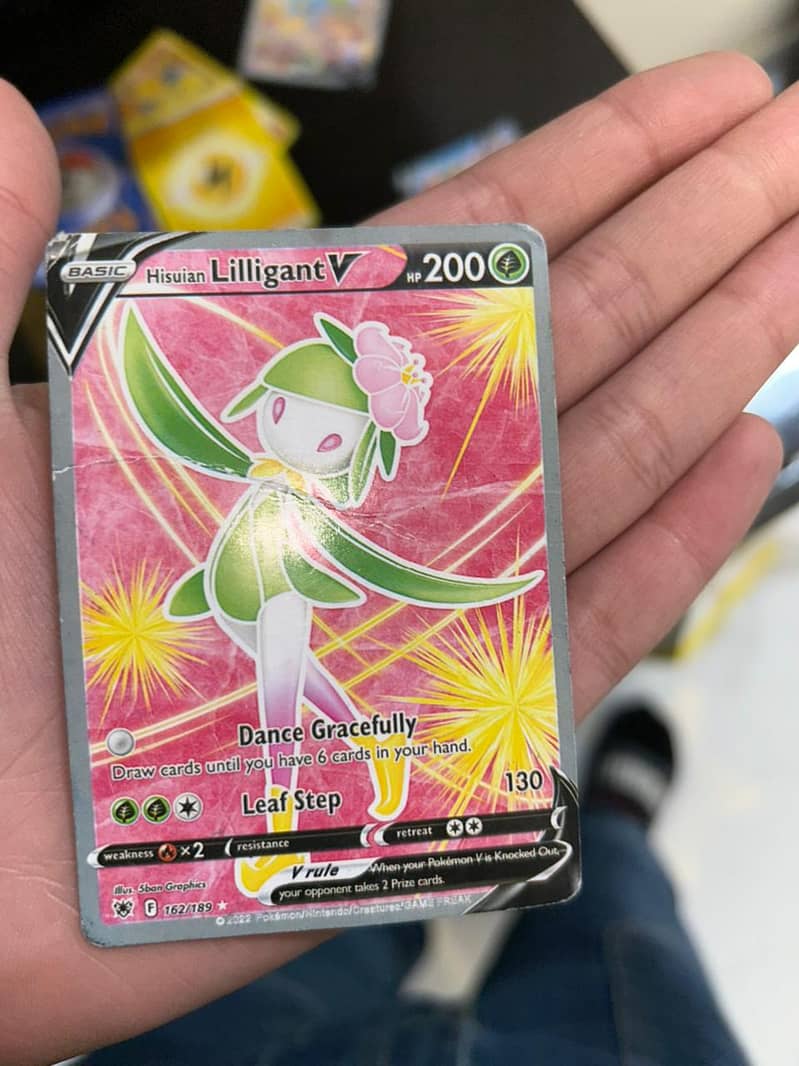 BASIC
Hisuian Lilligant V HP 200
Dance Gracefully
Draw cards until you have 6 cards in your hand.
Leaf Step 130
weakness ×2 resistance retreat
V rule When your Pokémon V is Knocked Out,
your opponent takes 2 Prize cards.
Illus. 5ban Graphics
F 162/189
©2022 Pokémon/Nintendo/Creatures/GAME FREAK